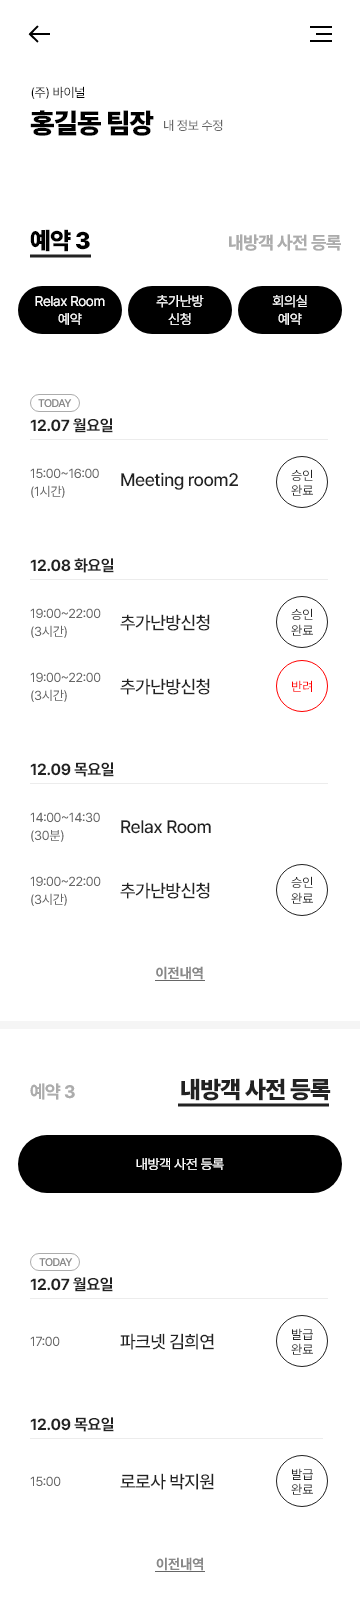 (주) 바이널
홍길동 팀장 내 정보 수정
예약 3 내방객 사전 등록
Relax Room
예약
추가난방
신청
회의실
예약
TODAY
12.07 월요일
15:00~16:00
(1시간)
Meeting room2
승인
완료
12.08 화요일
19:00~22:00
(3시간)
추가난방신청
승인
완료
19:00~22:00
(3시간)
추가난방신청
반려
12.09 목요일
14:00~14:30
(30분)
Relax Room
19:00~22:00
(3시간)
추가난방신청
승인
완료
이전내역
예약 3 내방객 사전 등록
내방객 사전 등록
TODAY
12.07 월요일
17:00 파크넷 김희연
발급
완료
12.09 목요일
15:00 로로사 박지원
발급
완료
이전내역